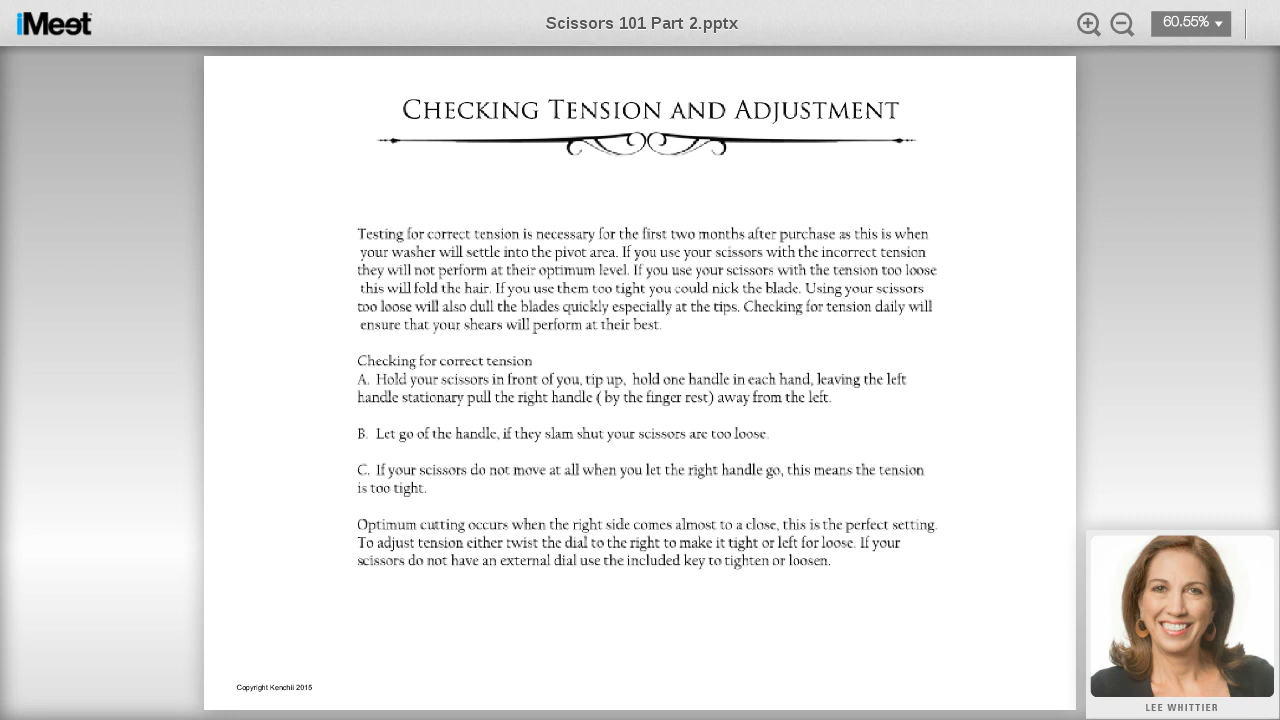 iMeet
Scissors 101 Part 2.pptx
60.55%
Checking Tension and Adjustment
Testing for correct tension is necessary for the first two months after purchase as this is when
your washer will settle into the pivot area. If you use your scissors with the incorrect tension
they will not perform at their optimum level. If you use your scissors with the tension too loose
this will fold the hair. If you use them too tight you could nick the blade. Using your scissors
too loose will also dull the blades quickly especially at the tips. Checking for tension daily will
ensure that your shears will perform at their best.
Checking for correct tension
A. Hold your scissors in front of you, tip up, hold one handle in each hand, leaving the left
handle stationary pull the right handle ( by the finger rest) away from the left.
B. Let go of the handle, if they slam shut your scissors are too loose.
C. If your scissors do not move at all when you let the right handle go, this means the tension
is too tight.
Optimum cutting occurs when the right side comes almost to a close, this is the perfect setting.
To adjust tension either twist the dial to the right to make it tight or left for loose. If your
scissors do not have an external dial use the included key to tighten or loosen.
Copyright Kenchii 2015
LEE WHITTIER